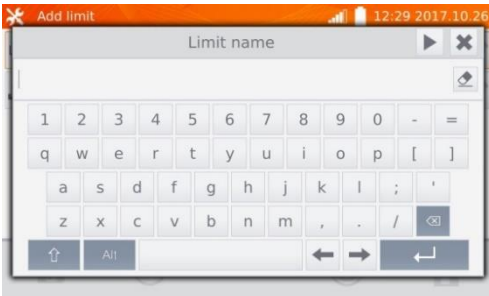 Add limit 12:29 2017.10.26
Limit name
1 2 3 4 5 6 7 8 9 0 - =
q w e r t y u i o p [ ]
a s d f g h j k l ; '
z x c v b n m , . /
Alt